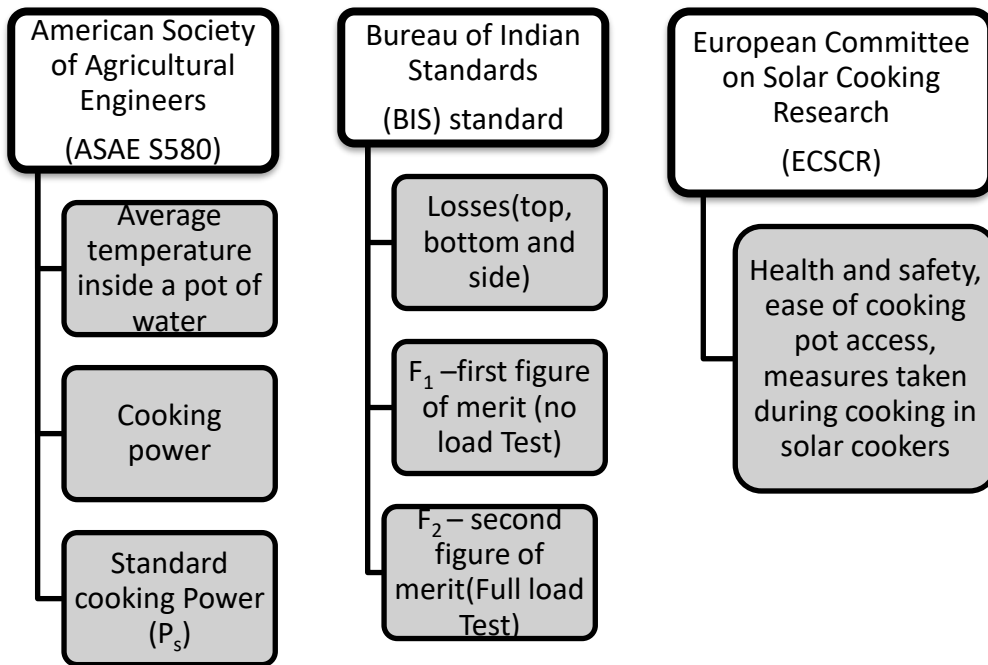 American Society
of Agricultural
Engineers
(ASAE S580)
Average
temperature
inside a pot of
water
Cooking
power
Standard
cooking Power
(Pₛ)
Bureau of Indian
Standards
(BIS) standard
Losses(top,
bottom and
side)
F₁ –first figure
of merit (no
load Test)
F₂ – second
figure of
merit(Full load
Test)
European Committee
on Solar Cooking
Research
(ECSCR)
Health and safety,
ease of cooking
pot access,
measures taken
during cooking in
solar cookers